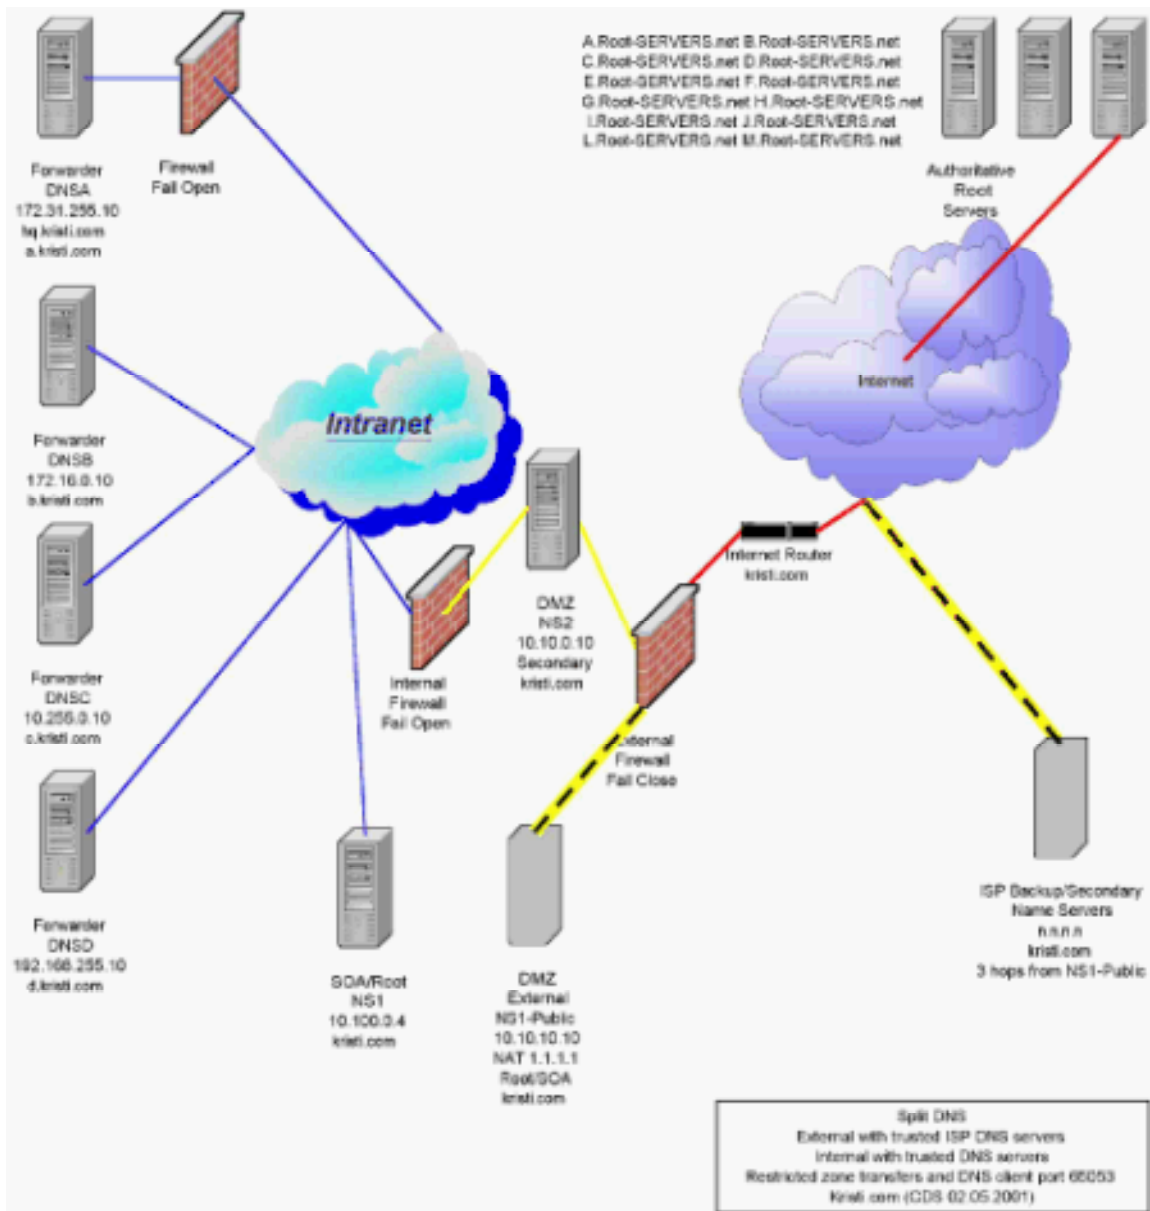 A.Root-SERVERS.net B.Root-SERVERS.net
C.Root-SERVERS.net D.Root-SERVERS.net
E.Root-SERVERS.net F.Root-SERVERS.net
G.Root-SERVERS.net H.Root-SERVERS.net
I.Root-SERVERS.net J.Root-SERVERS.net
L.Root-SERVERS.net M.Root-SERVERS.net
Authoritative
Root
Servers
Firewall
Fail Open
Forwarder
DNSA
172.31.255.10
hq.kristi.com
a.kristi.com
Internet
Intranet
Forwarder
DNSB
172.16.0.10
b.kristi.com
Internet Router
kristi.com
DMZ
NS2
10.10.0.10
Secondary
kristi.com
Internal
Firewall
Fail Open
Forwarder
DNSC
10.255.0.10
c.kristi.com
External
Firewall
Fail Close
ISP Backup/Secondary
Name Servers
n.n.n.n
kristi.com
3 hops from NS1-Public
Forwarder
DNSD
192.168.255.10
d.kristi.com
SOA/Root
NS1
10.100.0.4
kristi.com
DMZ
External
NS1-Public
10.10.10.10
NAT 1.1.1.1
Root/SOA
kristi.com
Split DNS
External with trusted ISP DNS servers
Internal with trusted DNS servers
Restricted zone transfers and DNS client port 65053
Kristi com (CDS 02.05.2001)